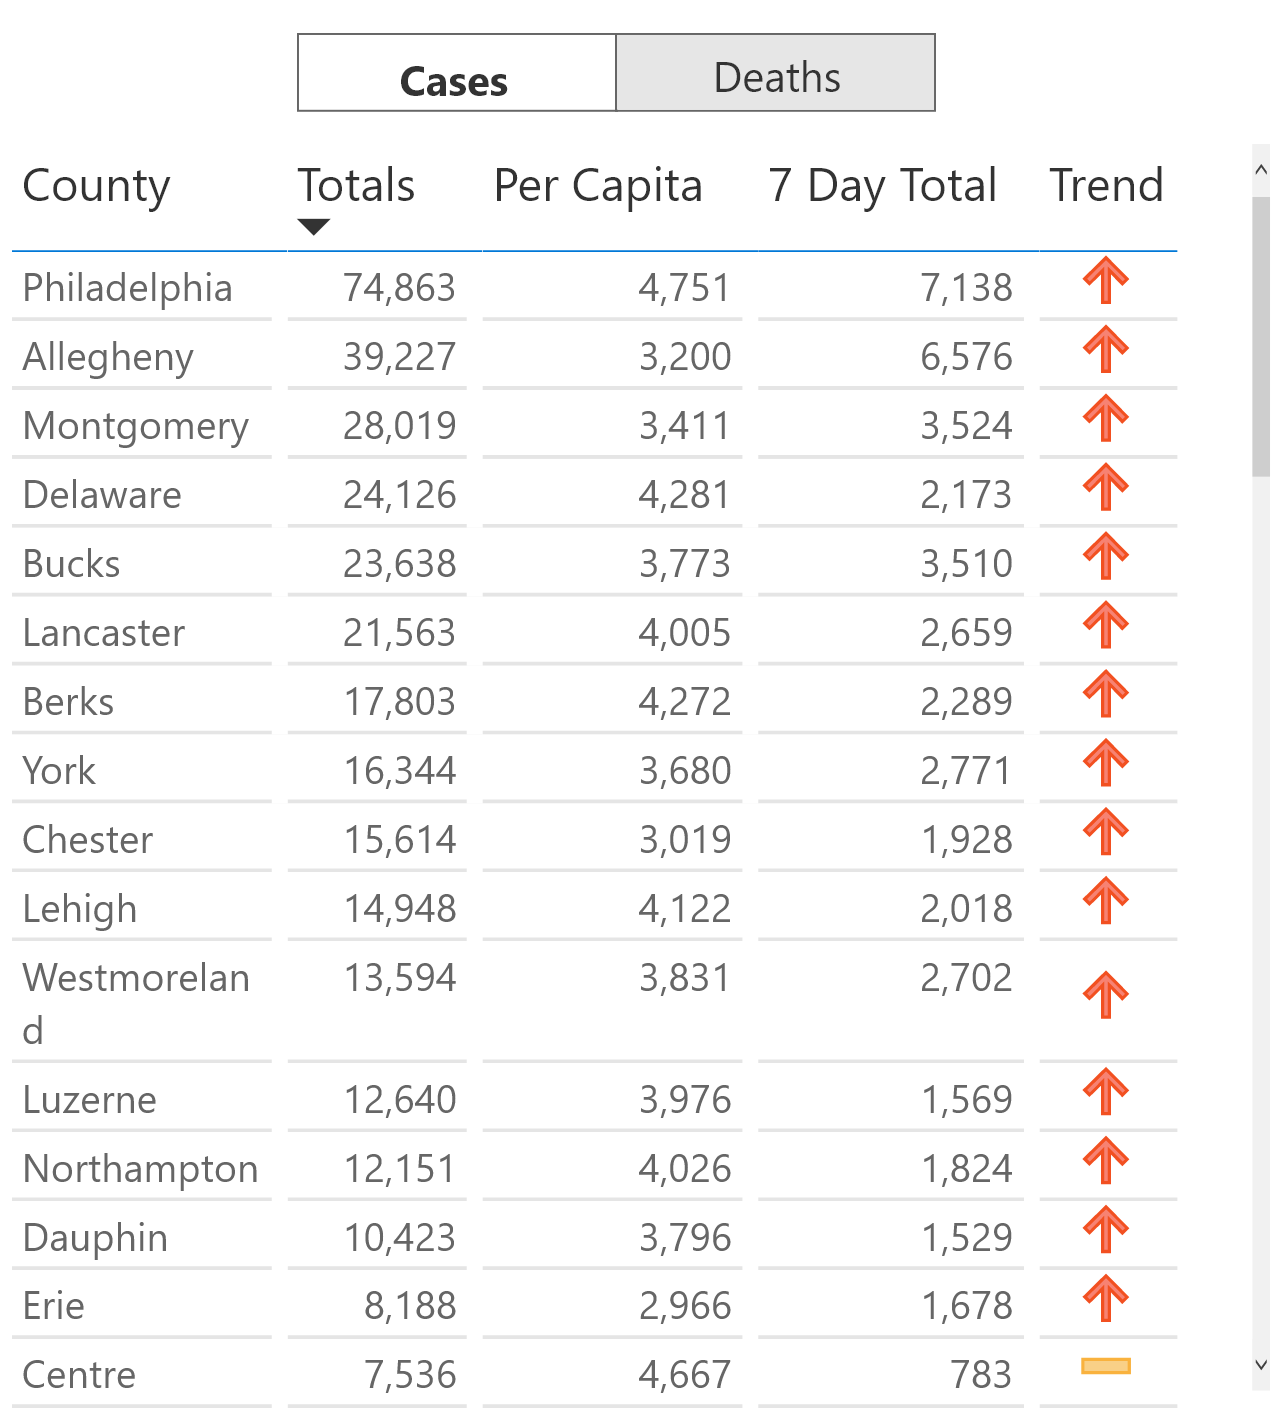 Cases Deaths
County Totals Per Capita 7 Day Total Trend
Philadelphia 74,863 4,751 7,138
Allegheny 39,227 3,200 6,576
Montgomery 28,019 3,411 3,524
Delaware 24,126 4,281 2,173
Bucks 23,638 3,773 3,510
Lancaster 21,563 4,005 2,659
Berks 17,803 4,272 2,289
York 16,344 3,680 2,771
Chester 15,614 3,019 1,928
Lehigh 14,948 4,122 2,018
Westmorelan 13,594 3,831 2,702
d
Luzerne 12,640 3,976 1,569
Northampton 12,151 4,026 1,824
Dauphin 10,423 3,796 1,529
Erie 8,188 2,966 1,678
Centre 7,536 4,667 783